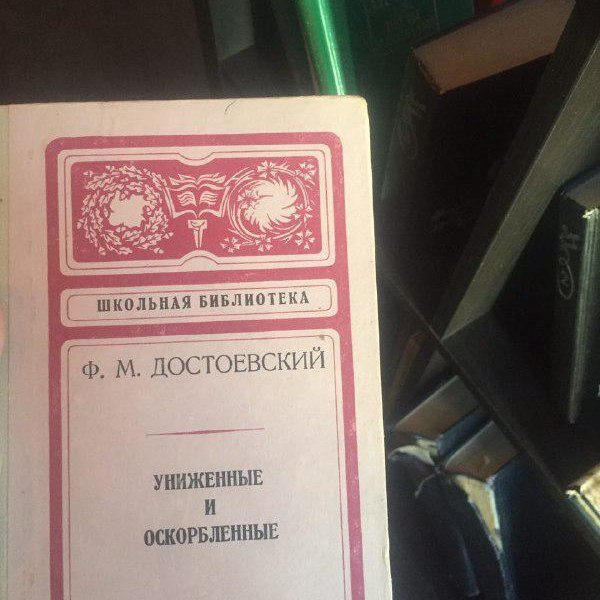 ШКОЛЬНАЯ БИБЛИОТЕКА
Ф. М. ДОСТОЕВСКИЙ
УНИЖЕННЫЕ
И
ОСКОРБЛЕННЫЕ